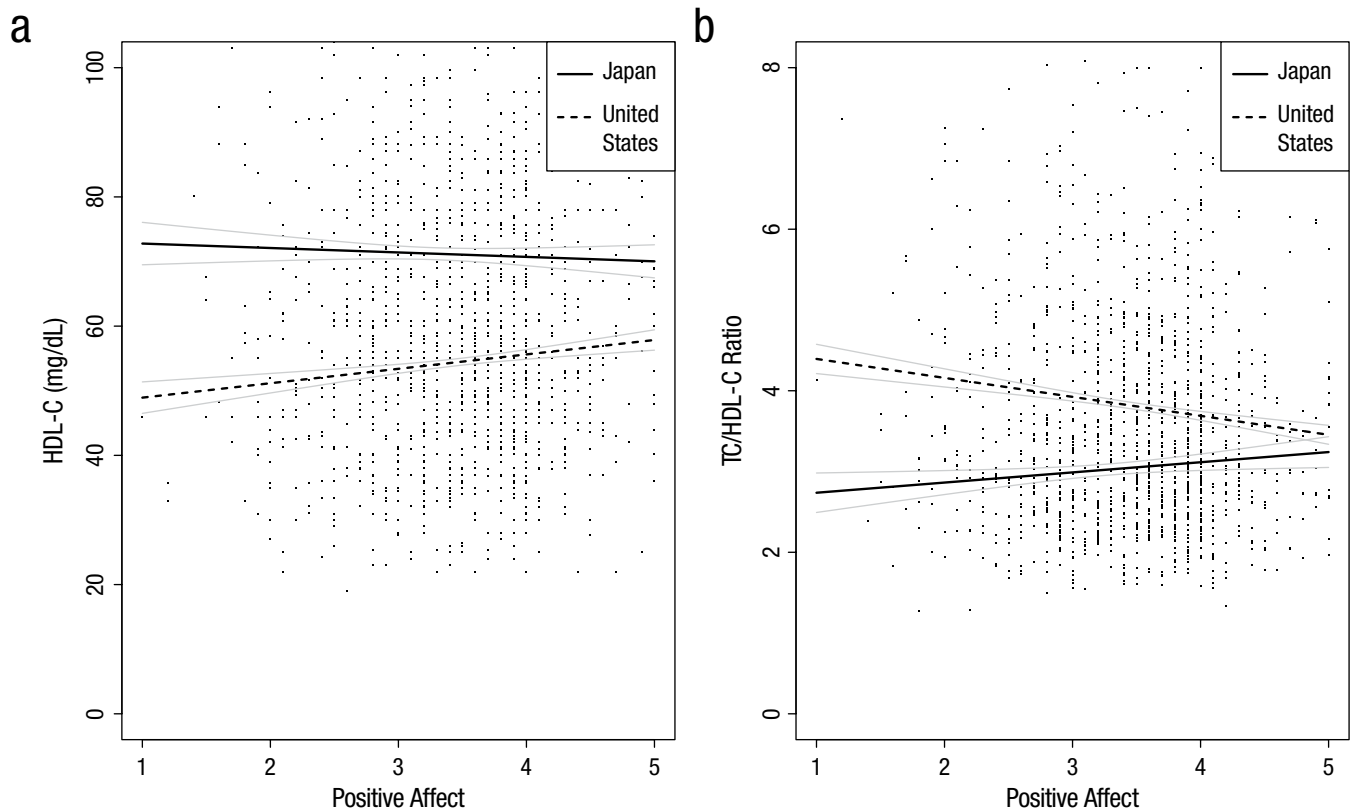 a
Japan
United
States
HDL-C (mg/dL)
100
80
60
40
20
0
1 2 3 4 5
Positive Affect
b
Japan
United
States
TC/HDL-C Ratio
8
6
4
2
0
1 2 3 4 5
Positive Affect